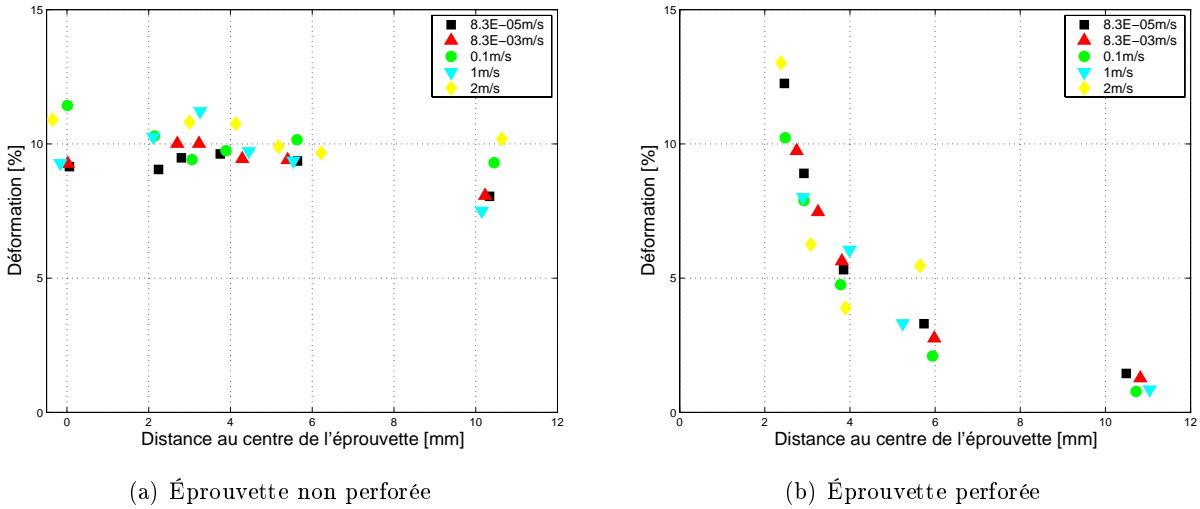 15
10
5
0
Déformation [%]
0
2
4
6
8
10
12
Distance au centre de l'éprouvette [mm]
8.3E−05m/s
8.3E−03m/s
0.1m/s
1m/s
2m/s
(a) Éprouvette non perforée
15
10
5
0
Déformation [%]
0
2
4
6
8
10
12
Distance au centre de l'éprouvette [mm]
8.3E−05m/s
8.3E−03m/s
0.1m/s
1m/s
2m/s
(b) Éprouvette perforée